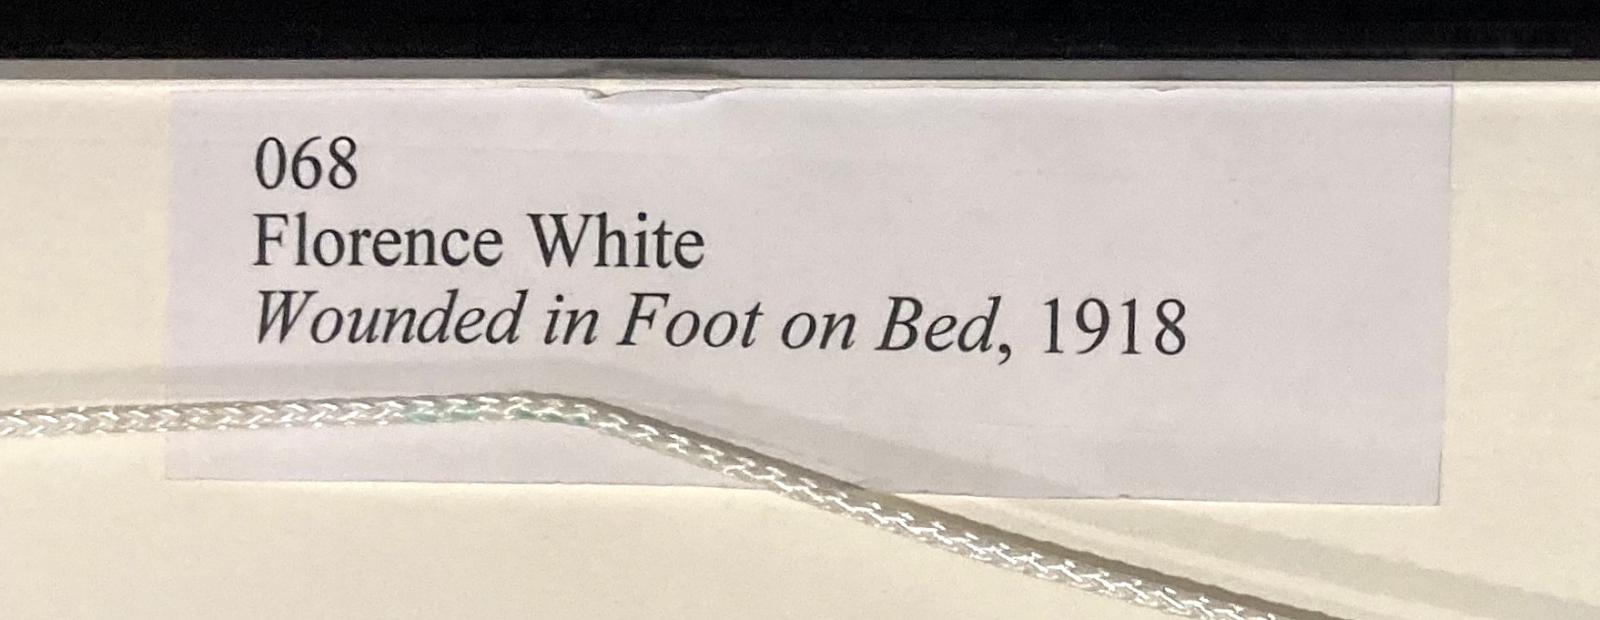 068
Florence White
Wounded in Foot on Bed, 1918